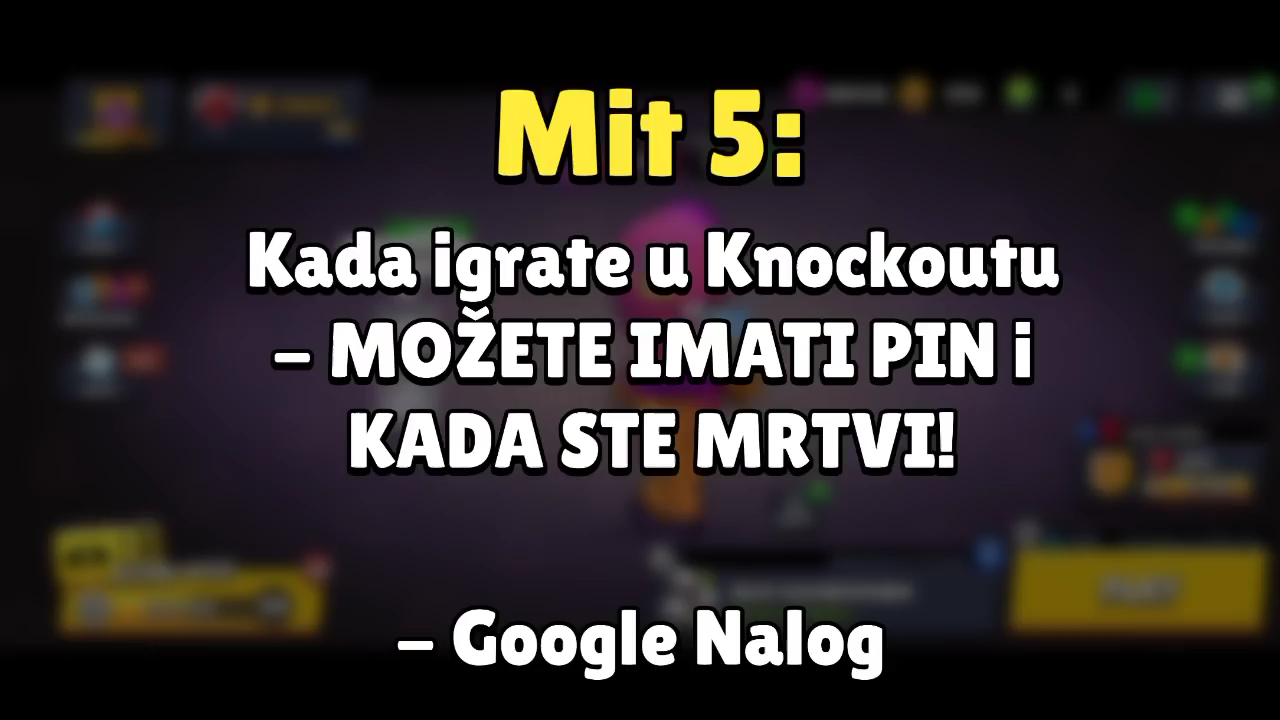 Mit 5:
Kada igrate u Knockoutu
– MOŽETE IMATI PIN i
KADA STE MRTVI!
– Google Nalog